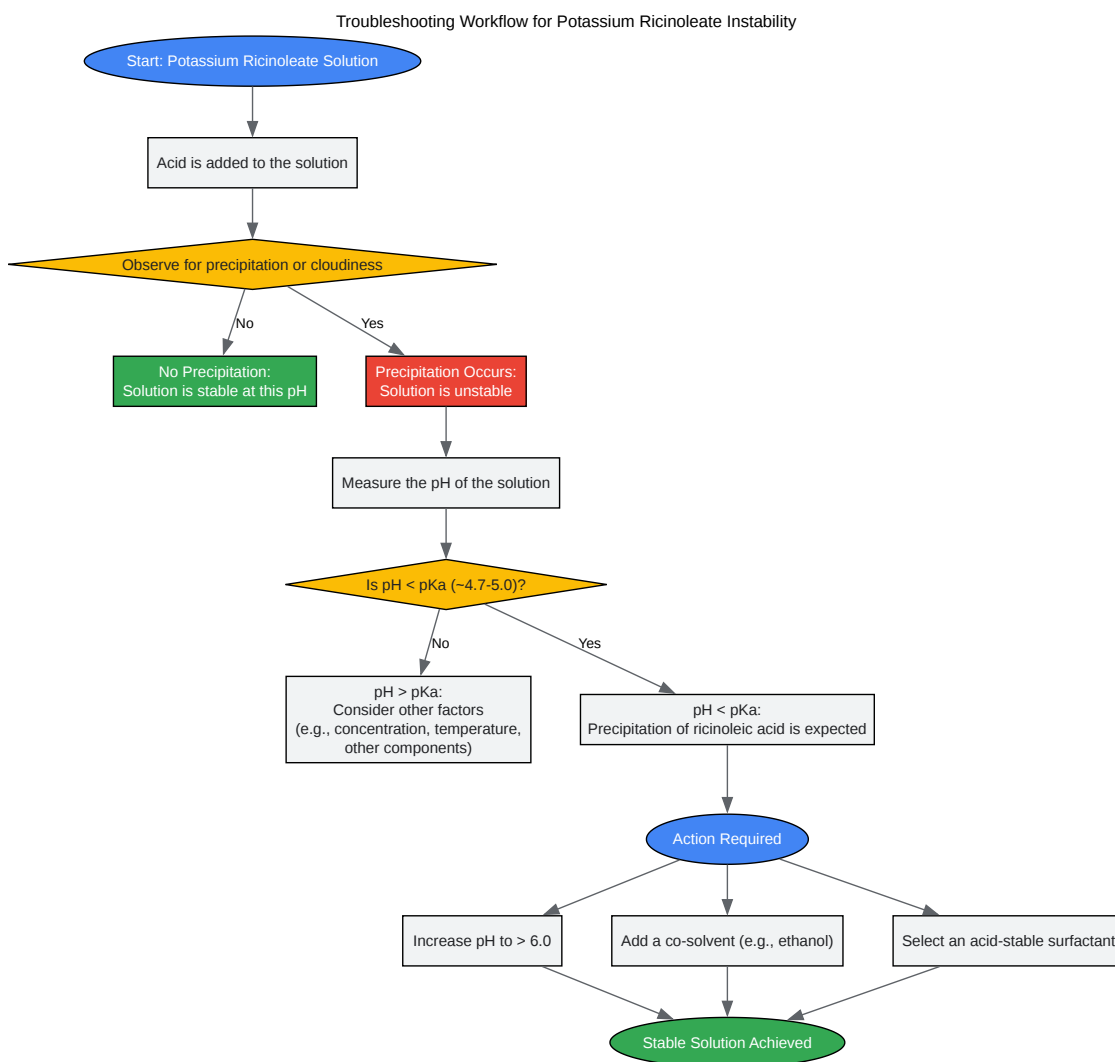 Troubleshooting Workflow for Potassium Ricinoleate Instability
Start: Potassium Ricinoleate Solution
Acid is added to the solution
Observe for precipitation or cloudiness
No
Yes
No Precipitation:
Solution is stable at this pH
Precipitation Occurs:
Solution is unstable
Measure the pH of the solution
Is pH < pKa (~4.7-5.0)?
No
Yes
pH > pKa:
Consider other factors
(e.g., concentration, temperature,
other components)
pH < pKa:
Precipitation of ricinoleic acid is expected
Action Required
Increase pH to > 6.0
Add a co-solvent (e.g., ethanol)
Select an acid-stable surfactant
Stable Solution Achieved